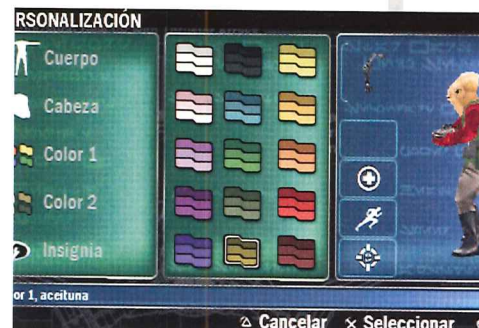 RSONALIZACIÓN
Cuerpo
Cabeza
Color 1
Color 2
Insignia
or 1, aceituna
Cancelar × Seleccionar